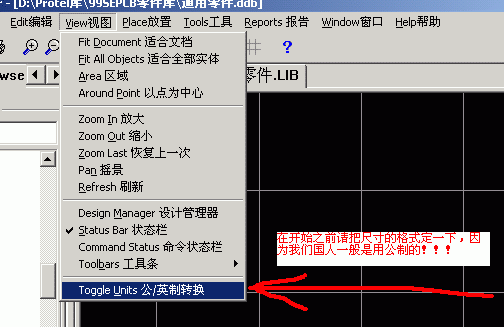 - [D:\Protel库\99SEPCB零件库\通用零件.ddb]
Edit编辑 View视图 Place放置 Tools工具 Reports 报告 Window窗口 Help 帮助
?
wse
零件.LIB
Fit Document 适合文档
Fit All Objects 适合全部实体
Area 区域
Around Point 以点为中心
Zoom In 放大
Zoom Out 缩小
Zoom Last 恢复上一次
Pan 摇景
Refresh 刷新
Design Manager 设计管理器
Status Bar 状态栏
Command Status 命令状态栏
Toolbars 工具条
Toggle Units 公/英制转换
在开始之前请把尺寸的格式定一下，因
为我们国人一般是用公制的！！！